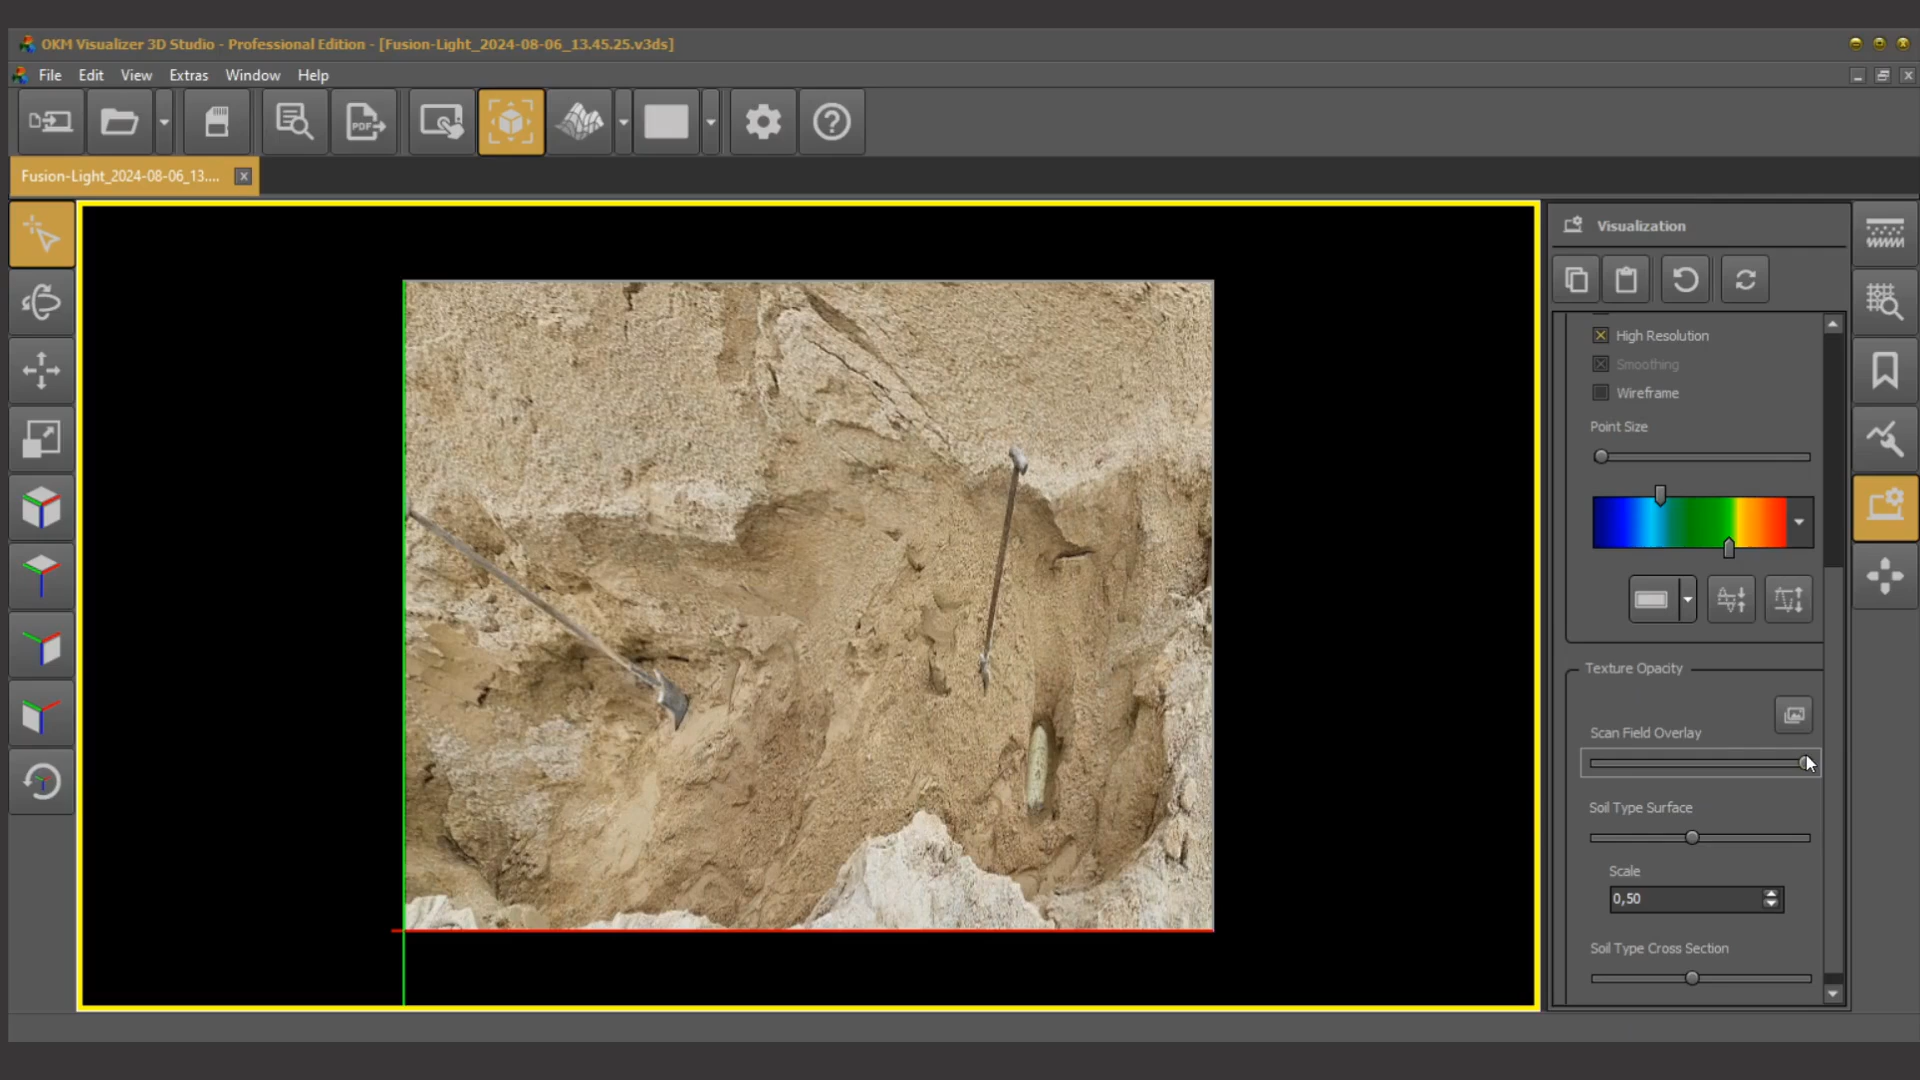 OKM Visualizer 3D Studio - Professional Edition - [Fusion-Light_2024-08-06_13.45.25.v3ds]
File Edit View Extras Window Help
PDF
Fusion-Light_2024-08-06_13....
Visualization
High Resolution
Smoothing
Wireframe
Point Size
Texture Opacity
Scan Field Overlay
Soil Type Surface
Scale
0,50
Soil Type Cross Section